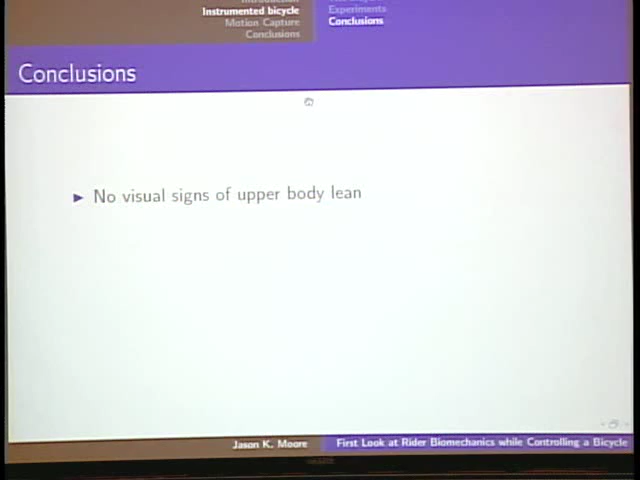 Introduction
Instrumented bicycle
Motion Capture
Conclusions
Experiments
Conclusions
Conclusions
No visual signs of upper body lean
Jason K. Moore
First Look at Rider Biomechanics while Controlling a Bicycle